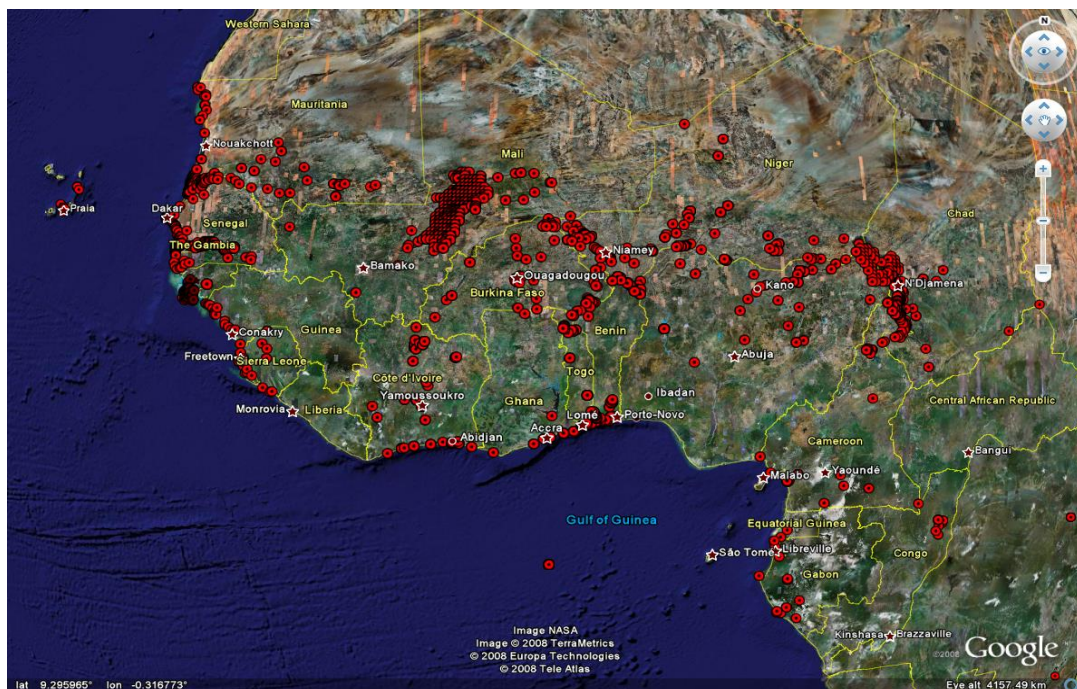 Western Sahara
N
Mauritania
Nouakchott
Mali
Niger
Chad
Praia
Dakar
Senegal
The Gambia
Bamako
Niamey
Ouagadougou
Burkina Faso
Kano
N'Djamena
Guinea
Benin
Conakry
Freetown
Sierra Leone
Abuja
Togo
Côte d'Ivoire
Yamoussoukro
Ghana
Ibadan
Monrovia
Liberia
Lomé
Porto-Novo
Central African Republic
Accra
Abidjan
Cameroon
Bangui
Malabo
Yaoundé
Gulf of Guinea
Equatorial Guinea
São Tomé
Libreville
Congo
Gabon
Image NASA
Image © 2008 TerraMetrics
© 2008 Europa Technologies
© 2008 Tele Atlas
Kinshasa
Brazzaville
©2008 Google
lat 9.295965° lon -0.316773°
Eye alt 4157.49 km